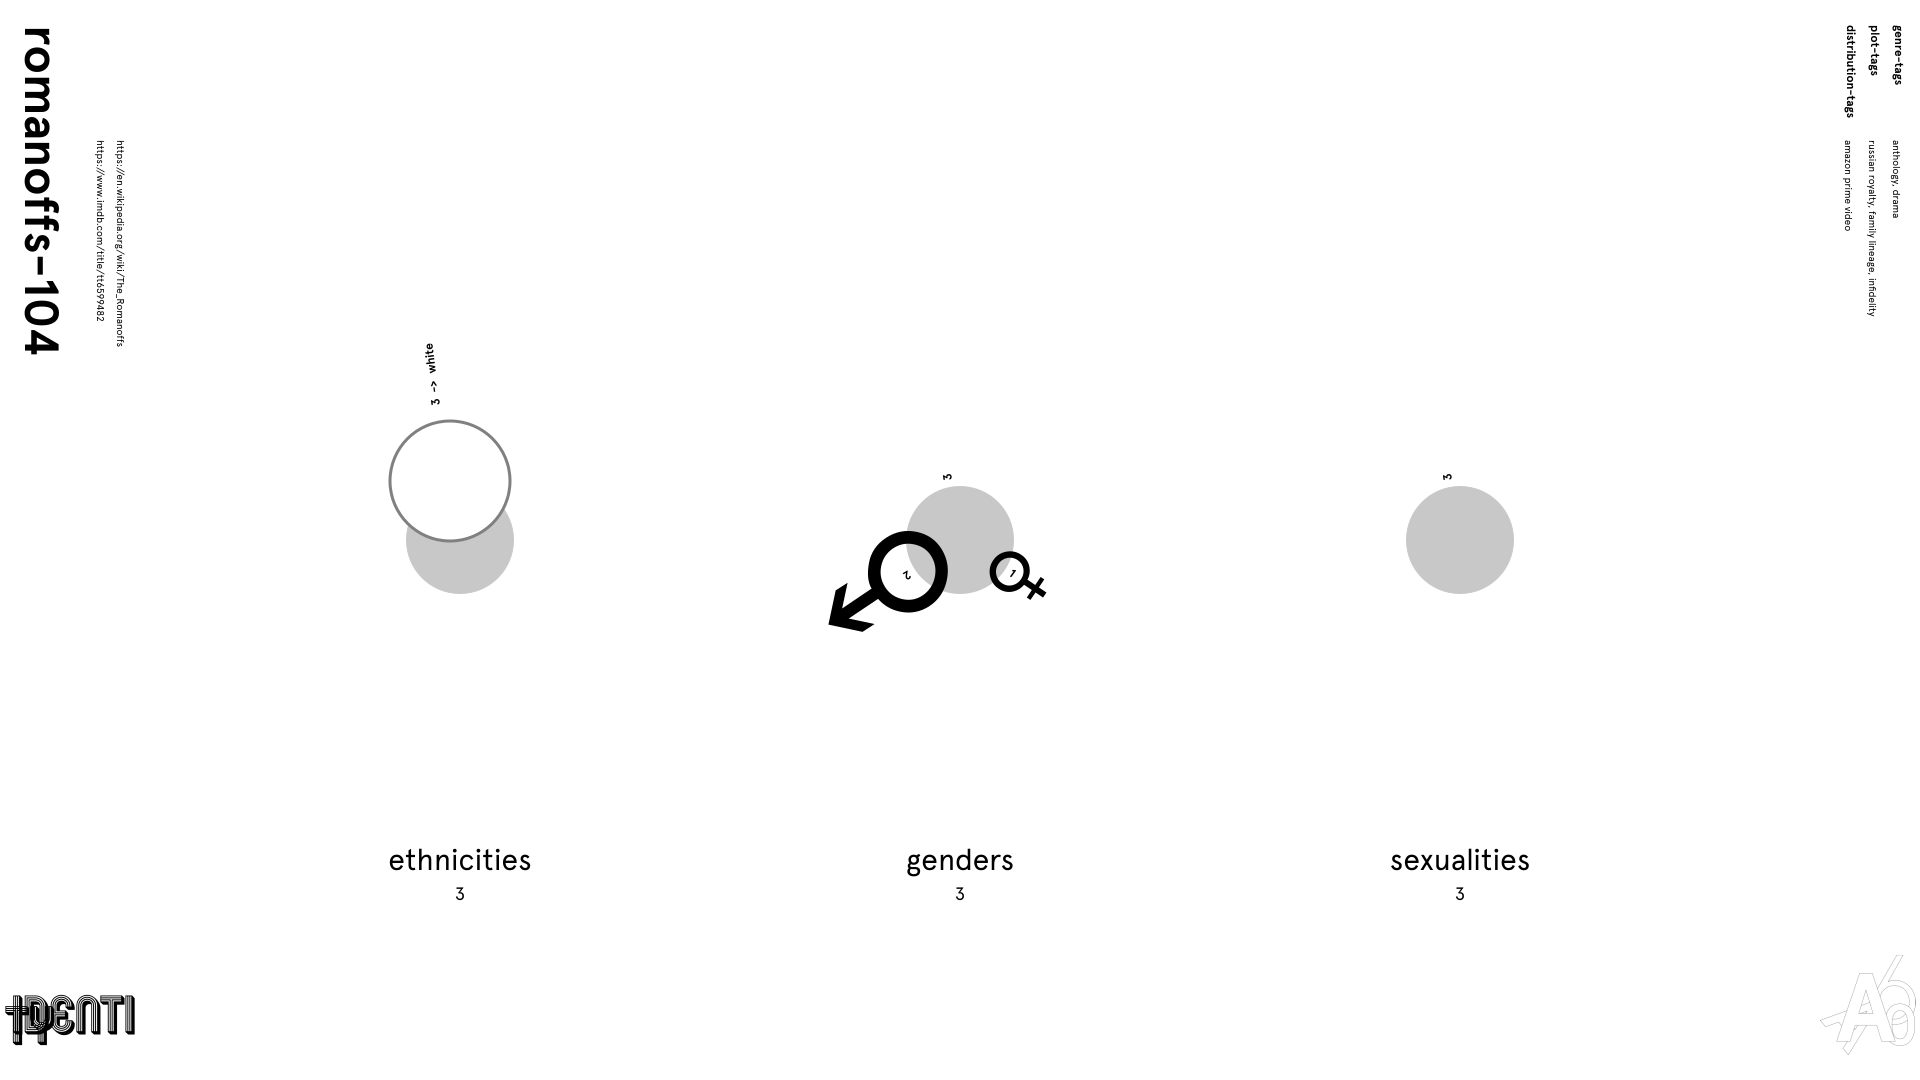 romanoffs-104
https://en.wikipedia.org/wiki/The_Romanoffs
https://www.imdb.com/title/tt6599482
genre-tags anthology, drama
plot-tags russian royalty, family lineage, infidelity
distribution-tags amazon prime video
3 -> white
3
2
1
3
ethnicities
3
genders
3
sexualities
3
IDENTI